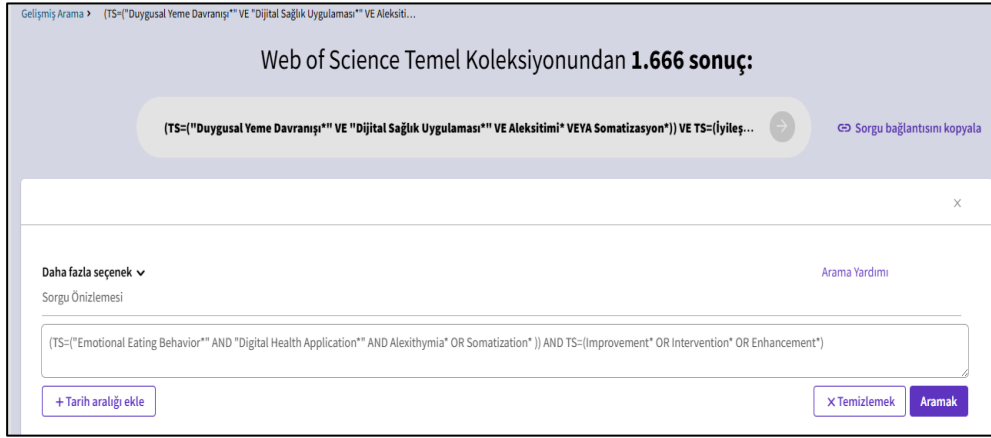 Gelişmiş Arama > (TS=("Duygusal Yeme Davranışı*" VE "Dijital Sağlık Uygulaması*" VE Aleksiti…
Web of Science Temel Koleksiyonundan 1.666 sonuç:
(TS=("Duygusal Yeme Davranışı*" VE "Dijital Sağlık Uygulaması*" VE Aleksitimi* VEYA Somatizasyon*)) VE TS=(İyileş… Sorgu bağlantısını kopyala
Daha fazla seçenek Arama Yardımı
Sorgu Önizlemesi
(TS=("Emotional Eating Behavior*" AND "Digital Health Application*" AND Alexithymia* OR Somatization* )) AND TS=(Improvement* OR Intervention* OR Enhancement*)
+ Tarih aralığı ekle × Temizlemek Aramak